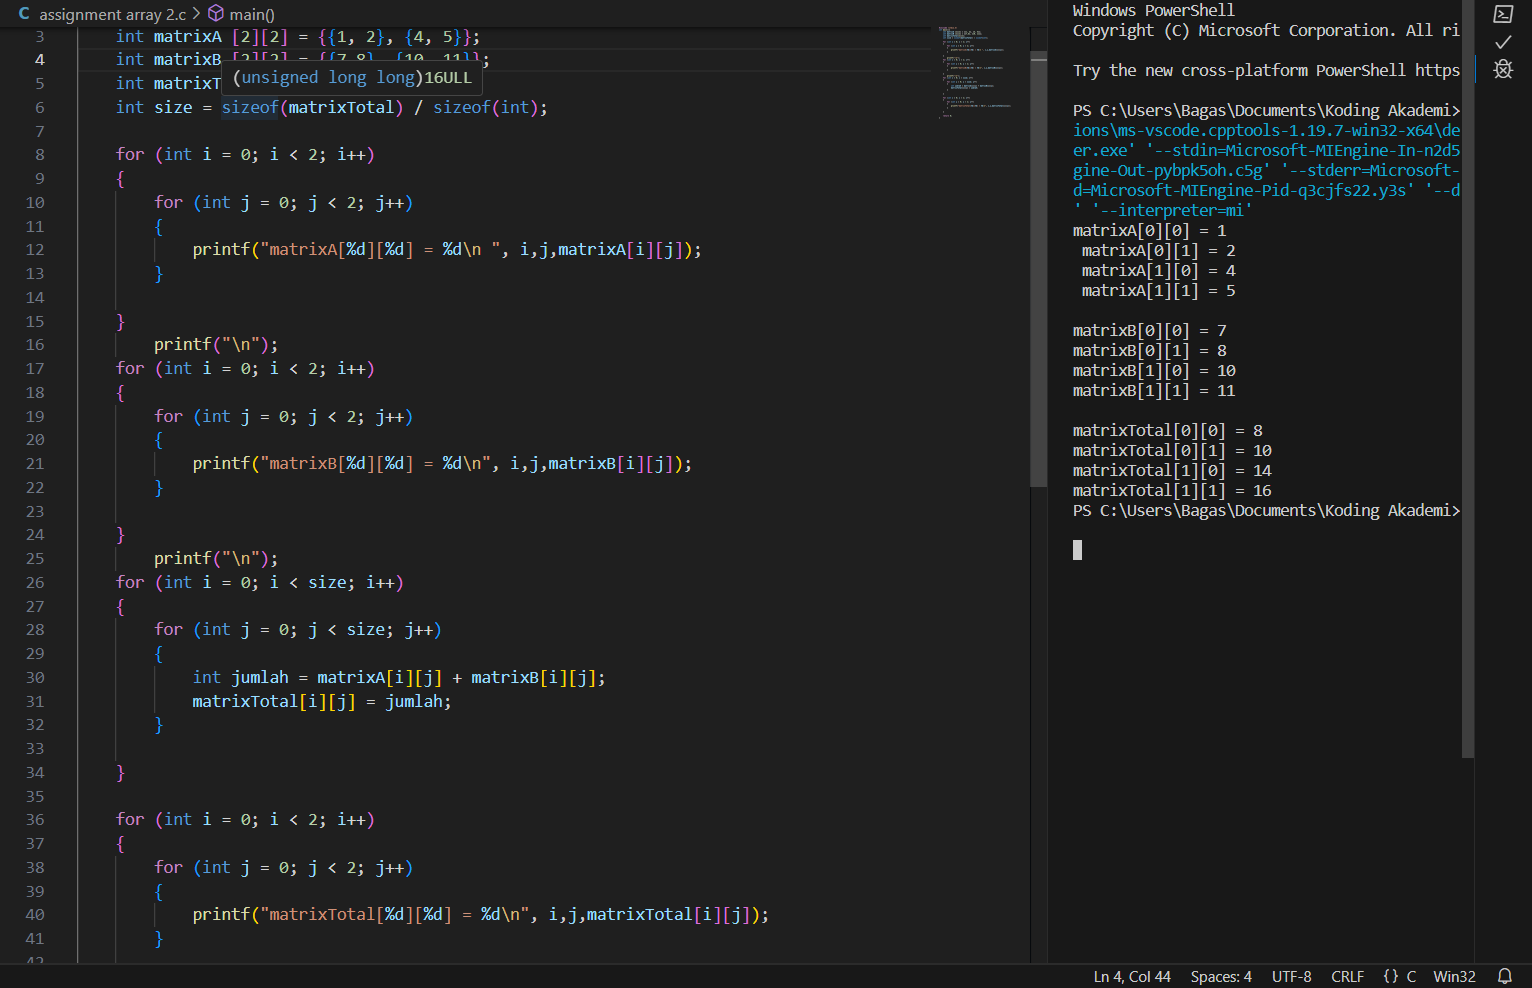 assignment array 2.c > main()
3 int matrixA [2][2] = {{1, 2}, {4, 5}};
4 int matrixB [2][2] = {{7,8}, {10, 11}};
(unsigned long long)16ULL
5 int matrixT
6 int size = sizeof(matrixTotal) / sizeof(int);
7
8 for (int i = 0; i < 2; i++)
9 {
10 for (int j = 0; j < 2; j++)
11 {
12 printf("matrixA[%d][%d] = %d\n ", i,j,matrixA[i][j]);
13 }
14
15 }
16 printf("\n");
17 for (int i = 0; i < 2; i++)
18 {
19 for (int j = 0; j < 2; j++)
20 {
21 printf("matrixB[%d][%d] = %d\n", i,j,matrixB[i][j]);
22 }
23
24 }
25 printf("\n");
26 for (int i = 0; i < size; i++)
27 {
28 for (int j = 0; j < size; j++)
29 {
30 int jumlah = matrixA[i][j] + matrixB[i][j];
31 matrixTotal[i][j] = jumlah;
32 }
33
34 }
35
36 for (int i = 0; i < 2; i++)
37 {
38 for (int j = 0; j < 2; j++)
39 {
40 printf("matrixTotal[%d][%d] = %d\n", i,j,matrixTotal[i][j]);
41 }
42
Windows PowerShell
Copyright (C) Microsoft Corporation. All ri
Try the new cross-platform PowerShell https
PS C:\Users\Bagas\Documents\Koding Akademi>
ions\ms-vscode.cpptools-1.19.7-win32-x64\de
er.exe' '--stdin=Microsoft-MIEngine-In-n2d5
gine-Out-pybpk5oh.c5g' '--stderr=Microsoft-
d=Microsoft-MIEngine-Pid-q3cjfs22.y3s' '--d
' '--interpreter=mi'
matrixA[0][0] = 1
matrixA[0][1] = 2
matrixA[1][0] = 4
matrixA[1][1] = 5
matrixB[0][0] = 7
matrixB[0][1] = 8
matrixB[1][0] = 10
matrixB[1][1] = 11
matrixTotal[0][0] = 8
matrixTotal[0][1] = 10
matrixTotal[1][0] = 14
matrixTotal[1][1] = 16
PS C:\Users\Bagas\Documents\Koding Akademi>
Ln 4, Col 44 Spaces: 4 UTF-8 CRLF {} C Win32